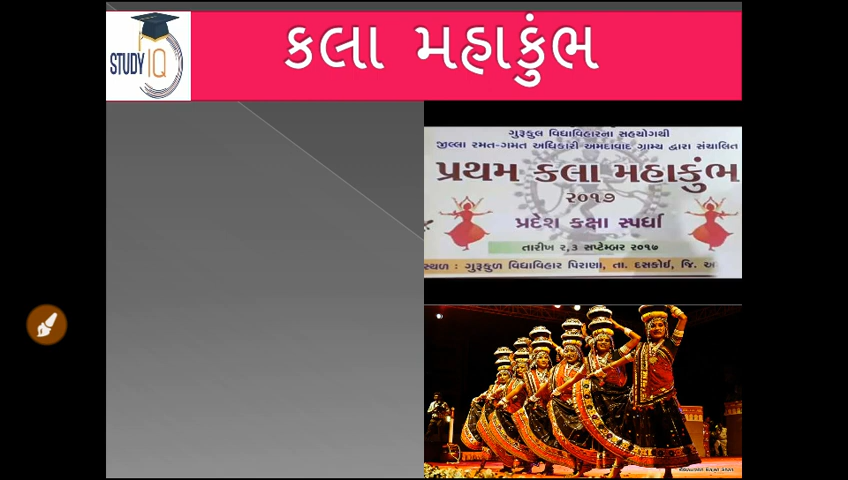 STUDY IQ
કલા મહાકુંભ
ગુરૂકુલ વિદ્યાવિહારના સહયોગથી
જીલ્લા રમત-ગમત અધિકારી અમદાવાદ ગ્રામ્ય દ્વારા સંચાલિત
પ્રથમ કલા મહાકુંભ
૨૦૧૭
પ્રદેશ કક્ષા સ્પર્ધા
તારીખ ૨,3 સપ્ટેમ્બર ૨૦૧૭
સ્થળ : ગુરૂકુળ વિદ્યાવિહાર પિરાણા, તા. દસકોઈ, જિ. અ